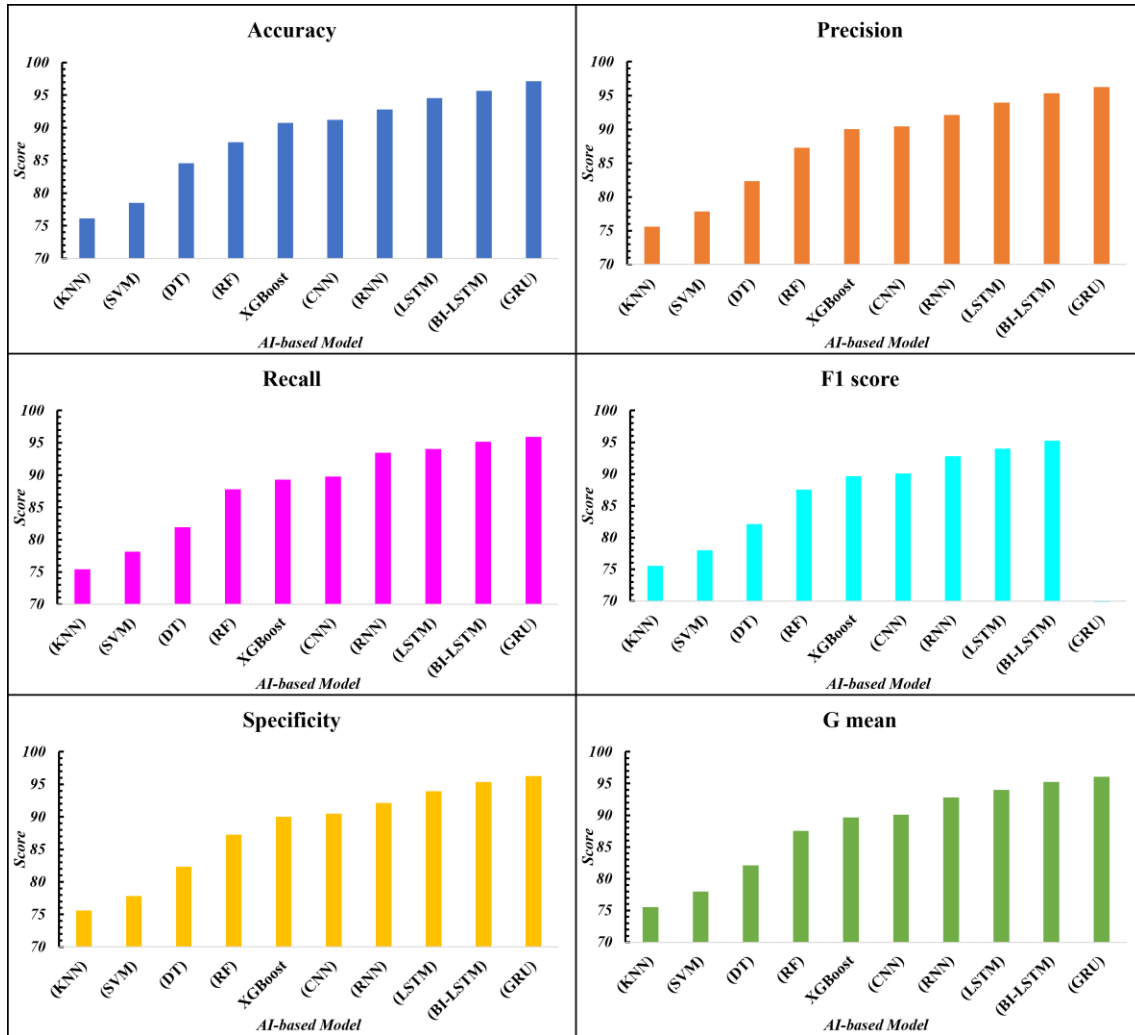 Accuracy
Score
100
95
90
85
80
75
70
(KNN)
(SVM)
(DT)
(RF)
XGBoost
(CNN)
(RNN)
(LSTM)
(BI-LSTM)
(GRU)
AI-based Model
Precision
Score
100
95
90
85
80
75
70
(KNN)
(SVM)
(DT)
(RF)
XGBoost
(CNN)
(RNN)
(LSTM)
(BI-LSTM)
(GRU)
AI-based Model
Recall
Score
100
95
90
85
80
75
70
(KNN)
(SVM)
(DT)
(RF)
XGBoost
(CNN)
(RNN)
(LSTM)
(BI-LSTM)
(GRU)
AI-based Model
F1 score
Score
100
95
90
85
80
75
70
(KNN)
(SVM)
(DT)
(RF)
XGBoost
(CNN)
(RNN)
(LSTM)
(BI-LSTM)
(GRU)
AI-based Model
Specificity
Score
100
95
90
85
80
75
70
(KNN)
(SVM)
(DT)
(RF)
XGBoost
(CNN)
(RNN)
(LSTM)
(BI-LSTM)
(GRU)
AI-based Model
G mean
Score
100
95
90
85
80
75
70
(KNN)
(SVM)
(DT)
(RF)
XGBoost
(CNN)
(RNN)
(LSTM)
(BI-LSTM)
(GRU)
AI-based Model